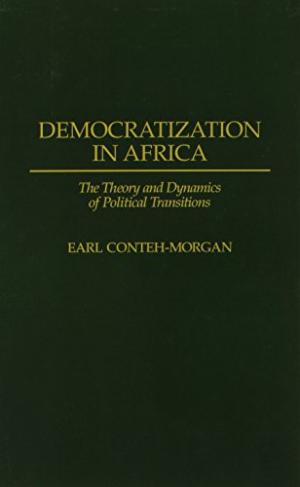 DEMOCRATIZATION
IN AFRICA
The Theory and Dynamics
of Political Transitions
EARL CONTEH-MORGAN